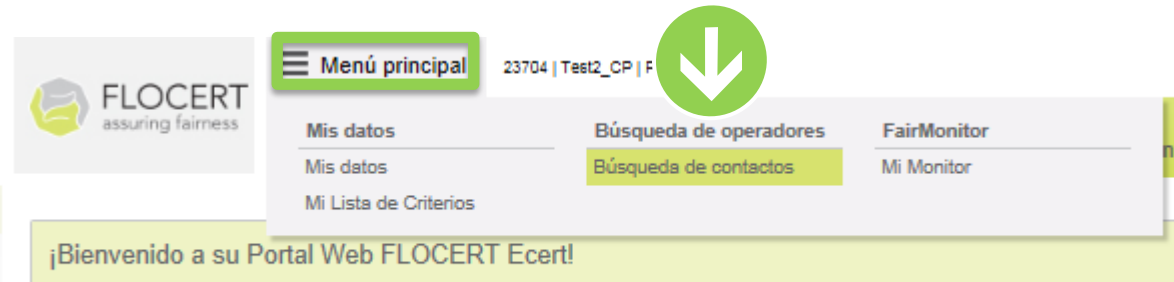 FLOCERT
assuring fairness
Menú principal
23704 | Test2_CP |
Mis datos
Mis datos
Mi Lista de Criterios
Búsqueda de operadores
Búsqueda de contactos
FairMonitor
Mi Monitor
¡Bienvenido a su Portal Web FLOCERT Ecert!